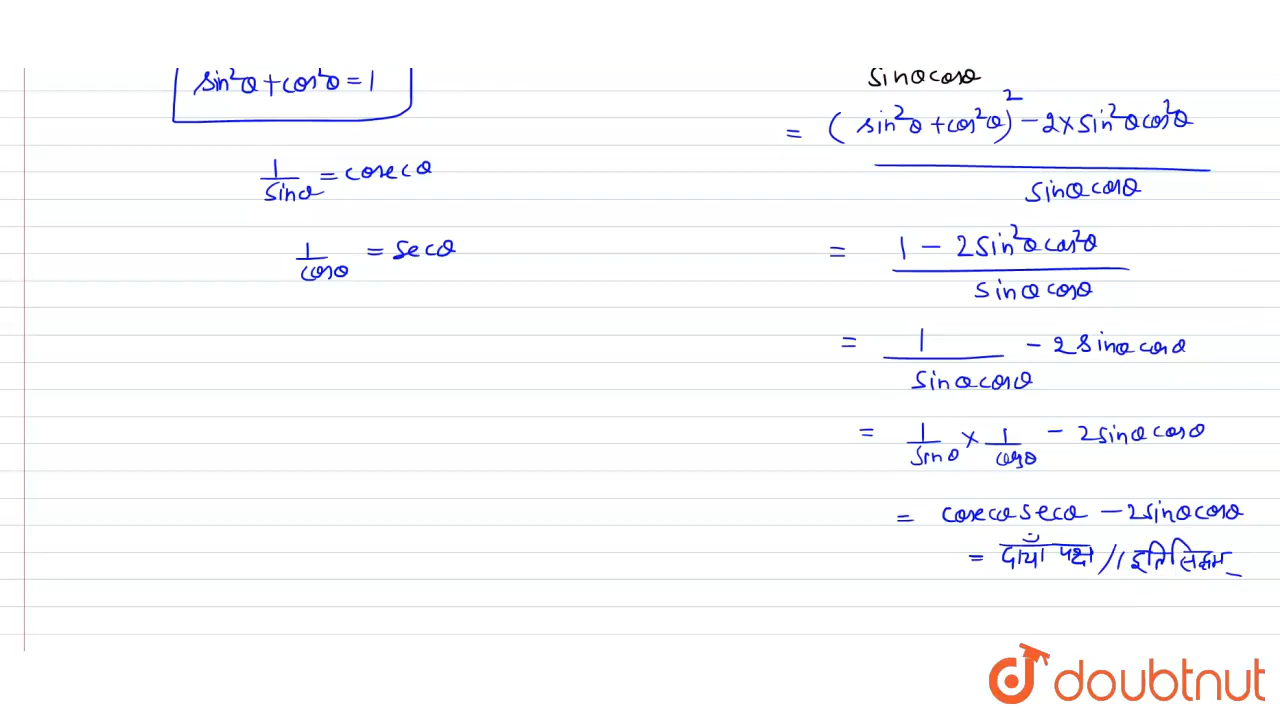 sin²θ + cos²θ = 1
1/sinθ = cosecθ
1/cosθ = secθ
sinθcosθ
= (sin²θ + cos²θ)² − 2×sin²θcos²θ
sinθcosθ
= 1 − 2sin²θcos²θ
sinθcosθ
= 1/sinθcosθ − 2sinθcosθ
= 1/sinθ × 1/cosθ − 2sinθcosθ
= cosecθsecθ − 2sinθcosθ
= दायाँ पक्ष // इतिसिद्धम
doubtnut